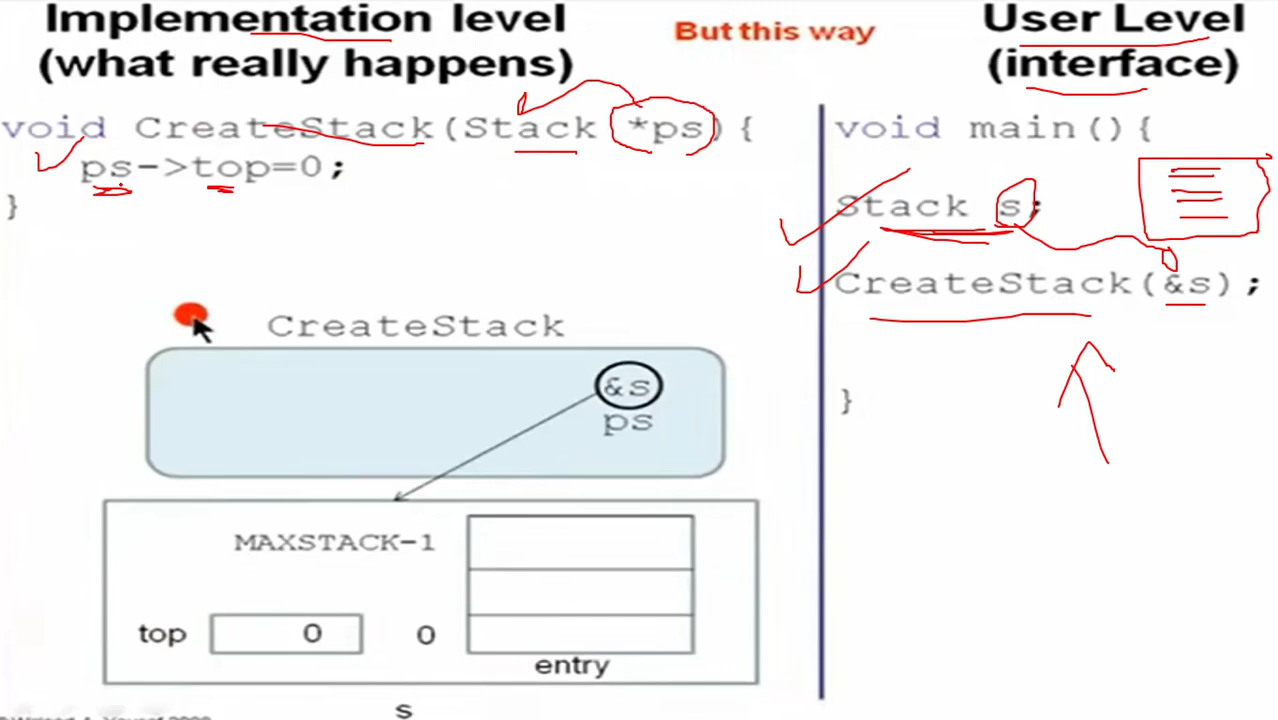 Implementation level
(what really happens)
But this way
User Level
(interface)
void CreateStack(Stack *ps){
ps->top=0;
}
void main(){
Stack s;
CreateStack(&s);
}
CreateStack
&s
ps
MAXSTACK-1
top
0
0
entry
s